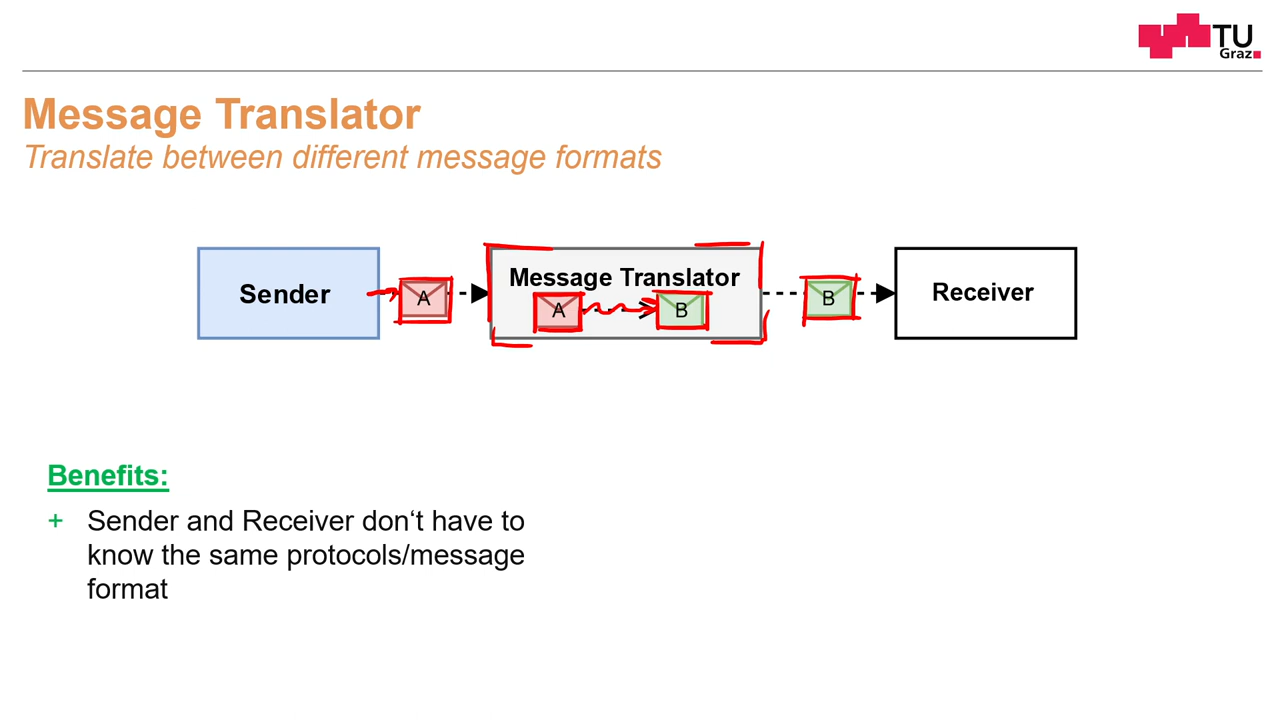 TU
Graz
Message Translator
Translate between different message formats
Sender
A
Message Translator
A
B
B
Receiver
Benefits:
+ Sender and Receiver don‘t have to
know the same protocols/message
format